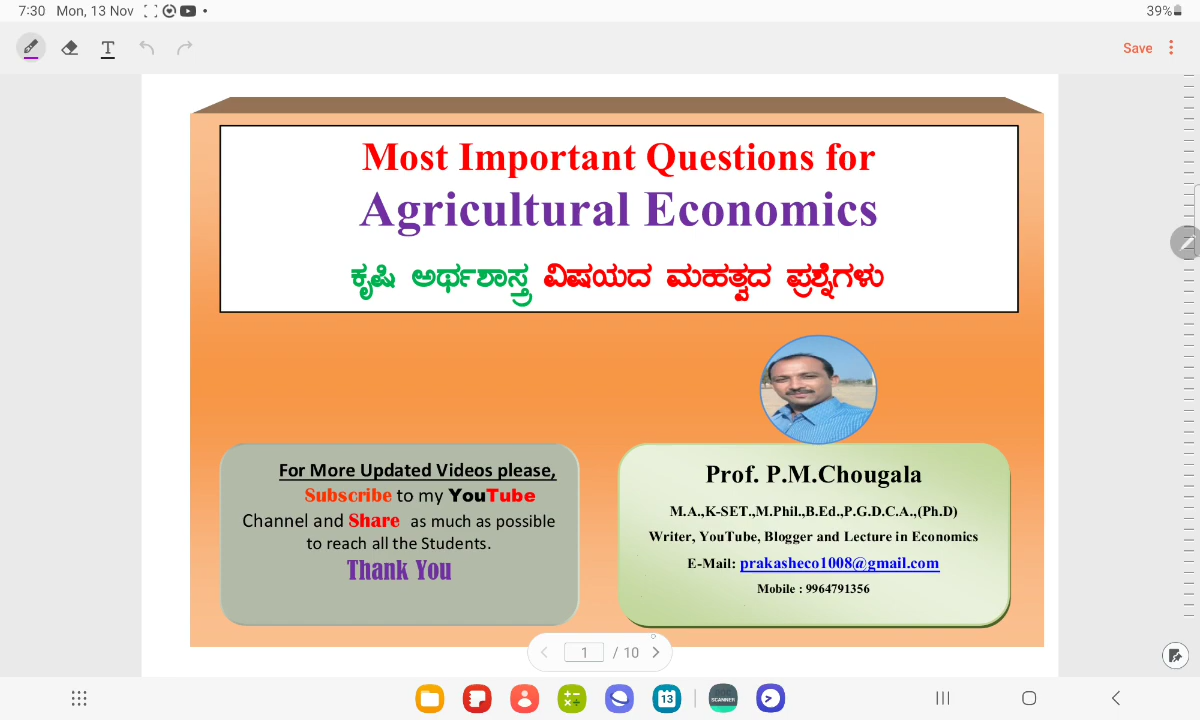 7:30 Mon, 13 Nov
39%
T
Save
Most Important Questions for
Agricultural Economics
ಕೃಷಿ ಅರ್ಥಶಾಸ್ತ್ರ ವಿಷಯದ ಮಹತ್ವದ ಪ್ರಶ್ನೆಗಳು
For More Updated Videos please,
Subscribe to my YouTube
Channel and Share as much as possible
to reach all the Students.
Thank You
Prof. P.M.Chougala
M.A.,K-SET.,M.Phil.,B.Ed.,P.G.D.C.A.,(Ph.D)
Writer, YouTube, Blogger and Lecture in Economics
E-Mail: prakasheco1008@gmail.com
Mobile : 9964791356
1 / 10
13
SCANNER